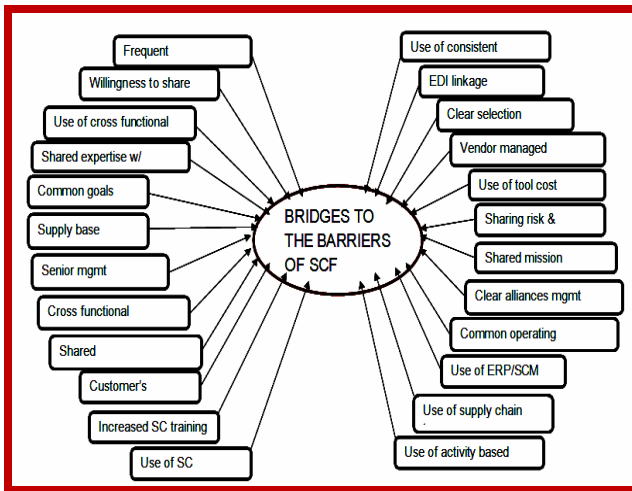 Frequent
Willingness to share
Use of cross functional
Shared expertise w/
Common goals
Supply base
Senior mgmt
Cross functional
Shared
Customer's
Increased SC training
Use of SC
BRIDGES TO
THE BARRIERS
OF SCF
Use of consistent
EDI linkage
Clear selection
Vendor managed
Use of tool cost
Sharing risk &
Shared mission
Clear alliances mgmt
Common operating
Use of ERP/SCM
Use of supply chain
Use of activity based